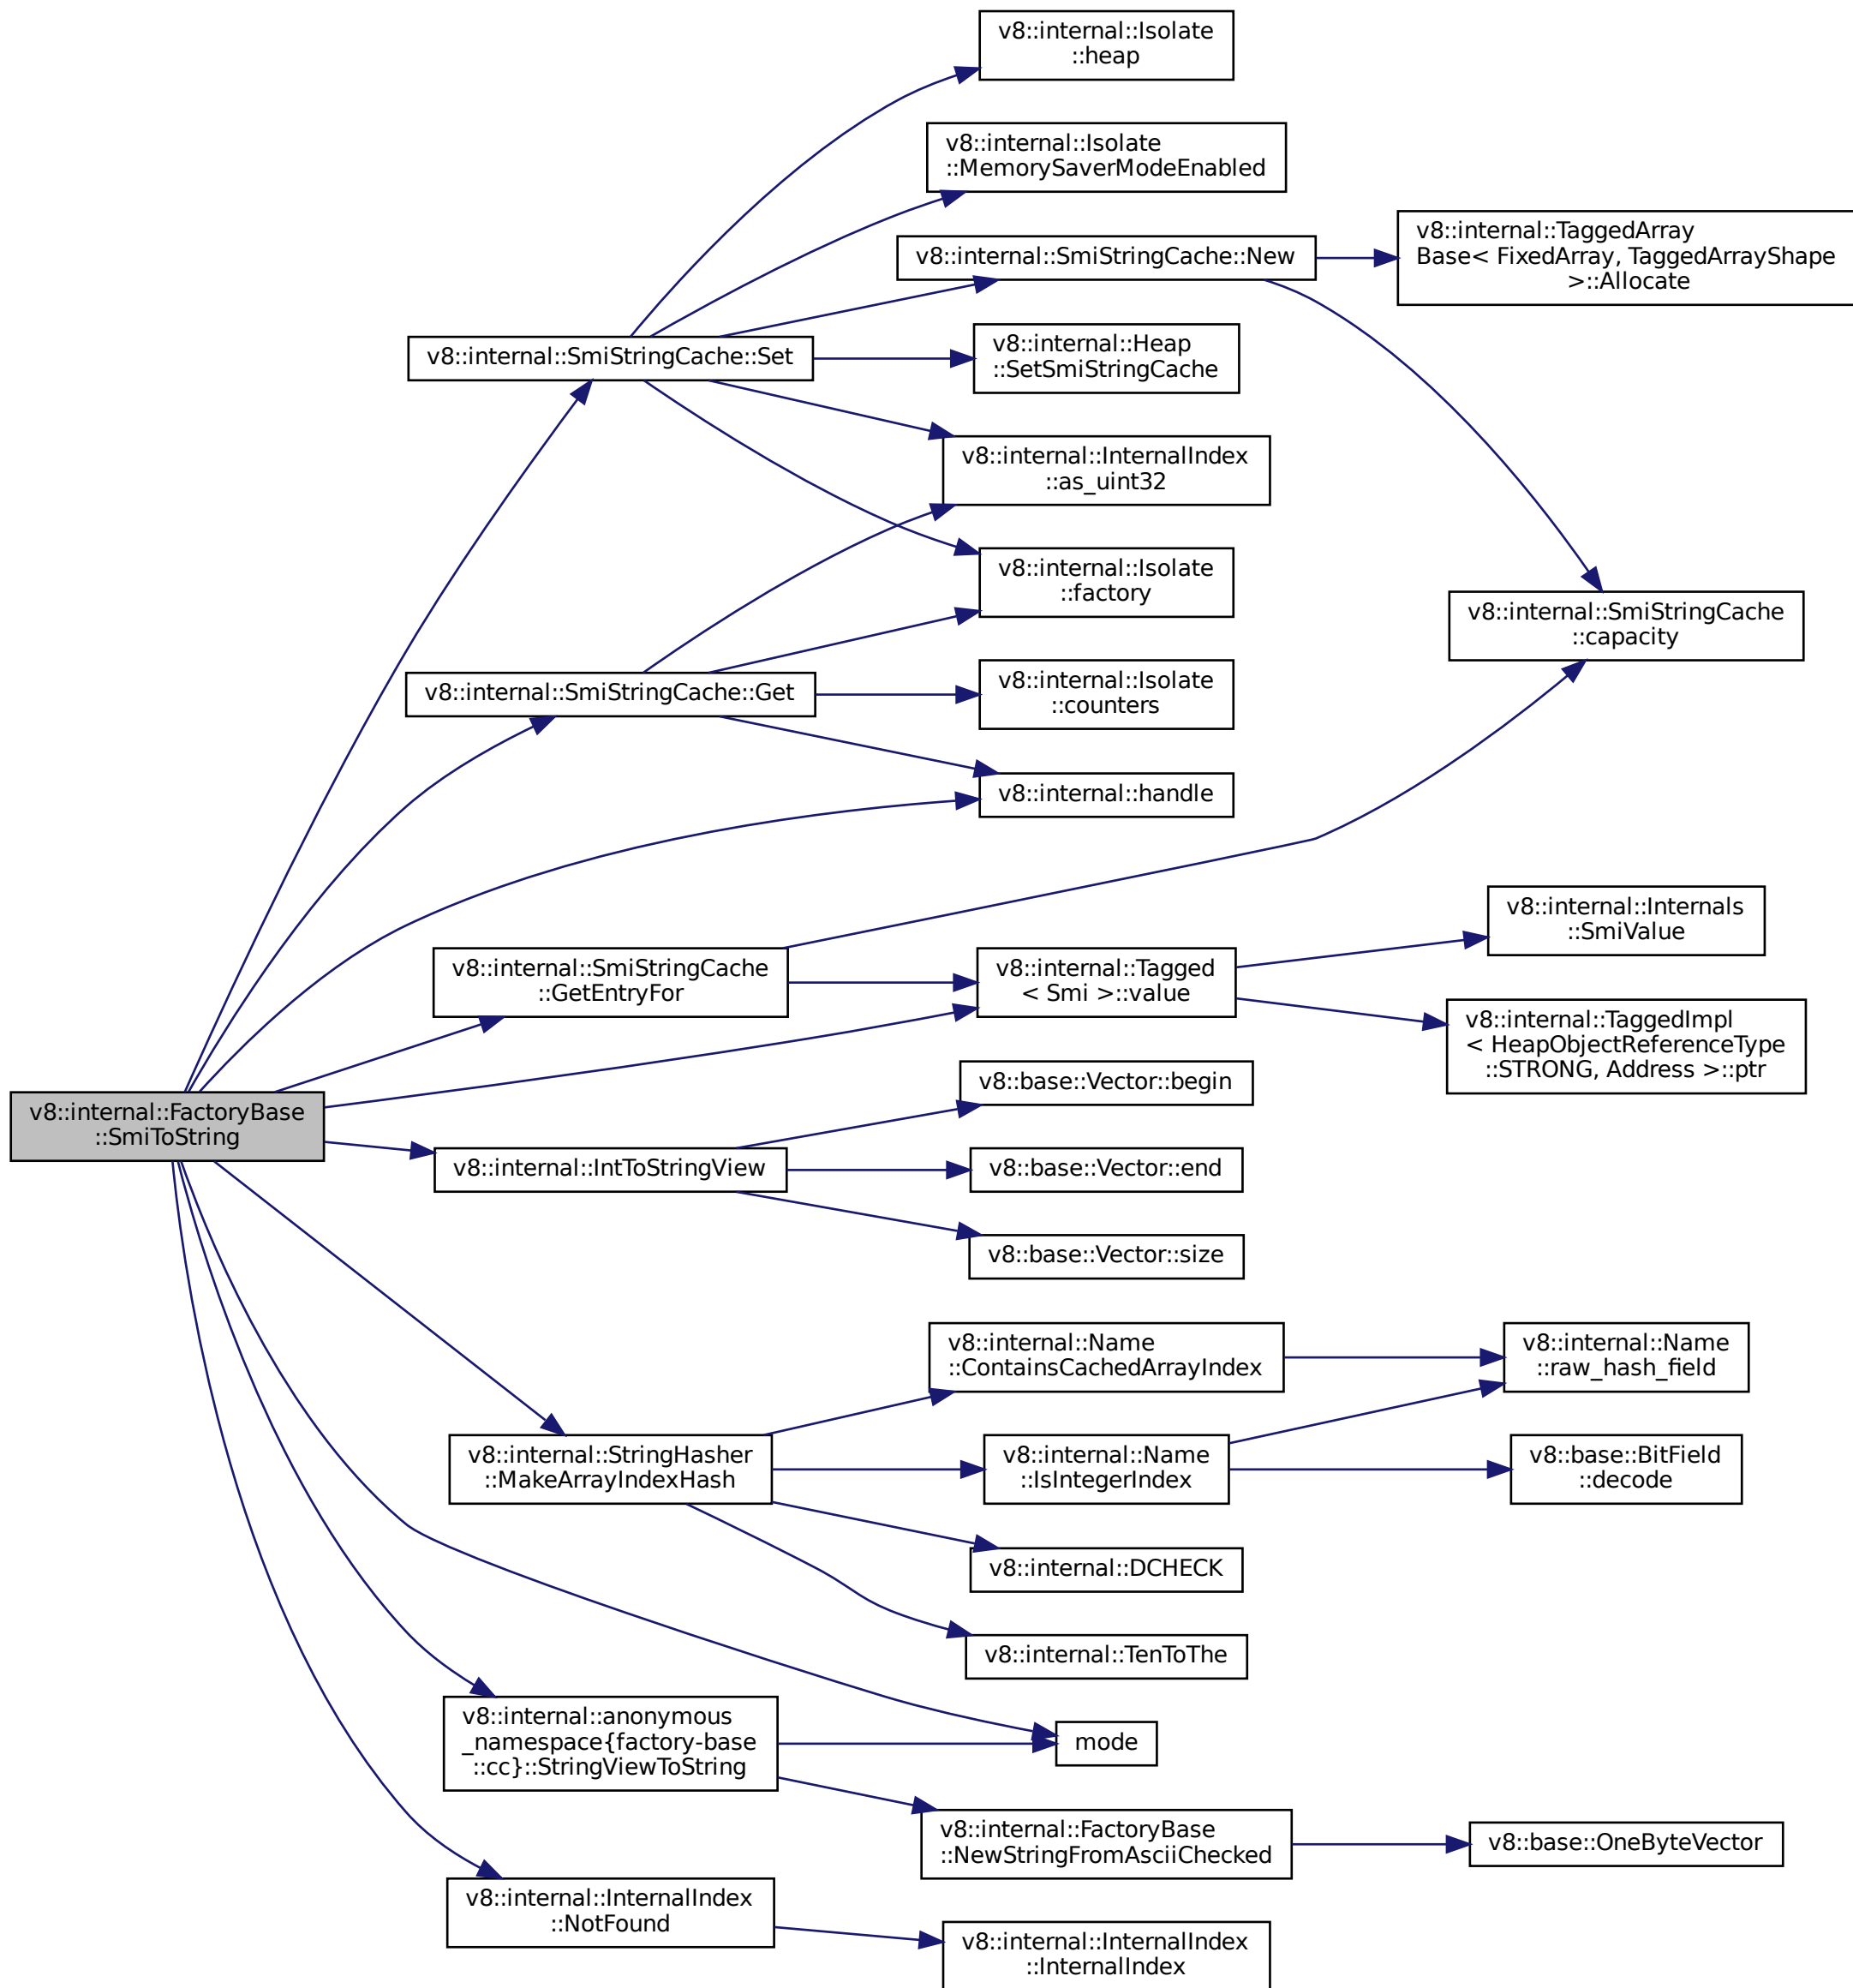 v8::internal::Isolate
::heap
v8::internal::Isolate
::MemorySaverModeEnabled
v8::internal::TaggedArray
Base< FixedArray, TaggedArrayShape
>::Allocate
v8::internal::SmiStringCache::New
v8::internal::SmiStringCache::Set
v8::internal::Heap
::SetSmiStringCache
v8::internal::InternalIndex
::as_uint32
v8::internal::Isolate
::factory
v8::internal::SmiStringCache
::capacity
v8::internal::SmiStringCache::Get
v8::internal::Isolate
::counters
v8::internal::handle
v8::internal::Internals
::SmiValue
v8::internal::SmiStringCache
::GetEntryFor
v8::internal::Tagged
< Smi >::value
v8::internal::TaggedImpl
< HeapObjectReferenceType
::STRONG, Address >::ptr
v8::base::Vector::begin
v8::internal::FactoryBase
::SmiToString
v8::internal::IntToStringView
v8::base::Vector::end
v8::base::Vector::size
v8::internal::Name
::ContainsCachedArrayIndex
v8::internal::Name
::raw_hash_field
v8::internal::StringHasher
::MakeArrayIndexHash
v8::internal::Name
::IsIntegerIndex
v8::base::BitField
::decode
v8::internal::DCHECK
v8::internal::TenToThe
v8::internal::anonymous
_namespace{factory-base
::cc}::StringViewToString
mode
v8::internal::FactoryBase
::NewStringFromAsciiChecked
v8::base::OneByteVector
v8::internal::InternalIndex
::NotFound
v8::internal::InternalIndex
::InternalIndex